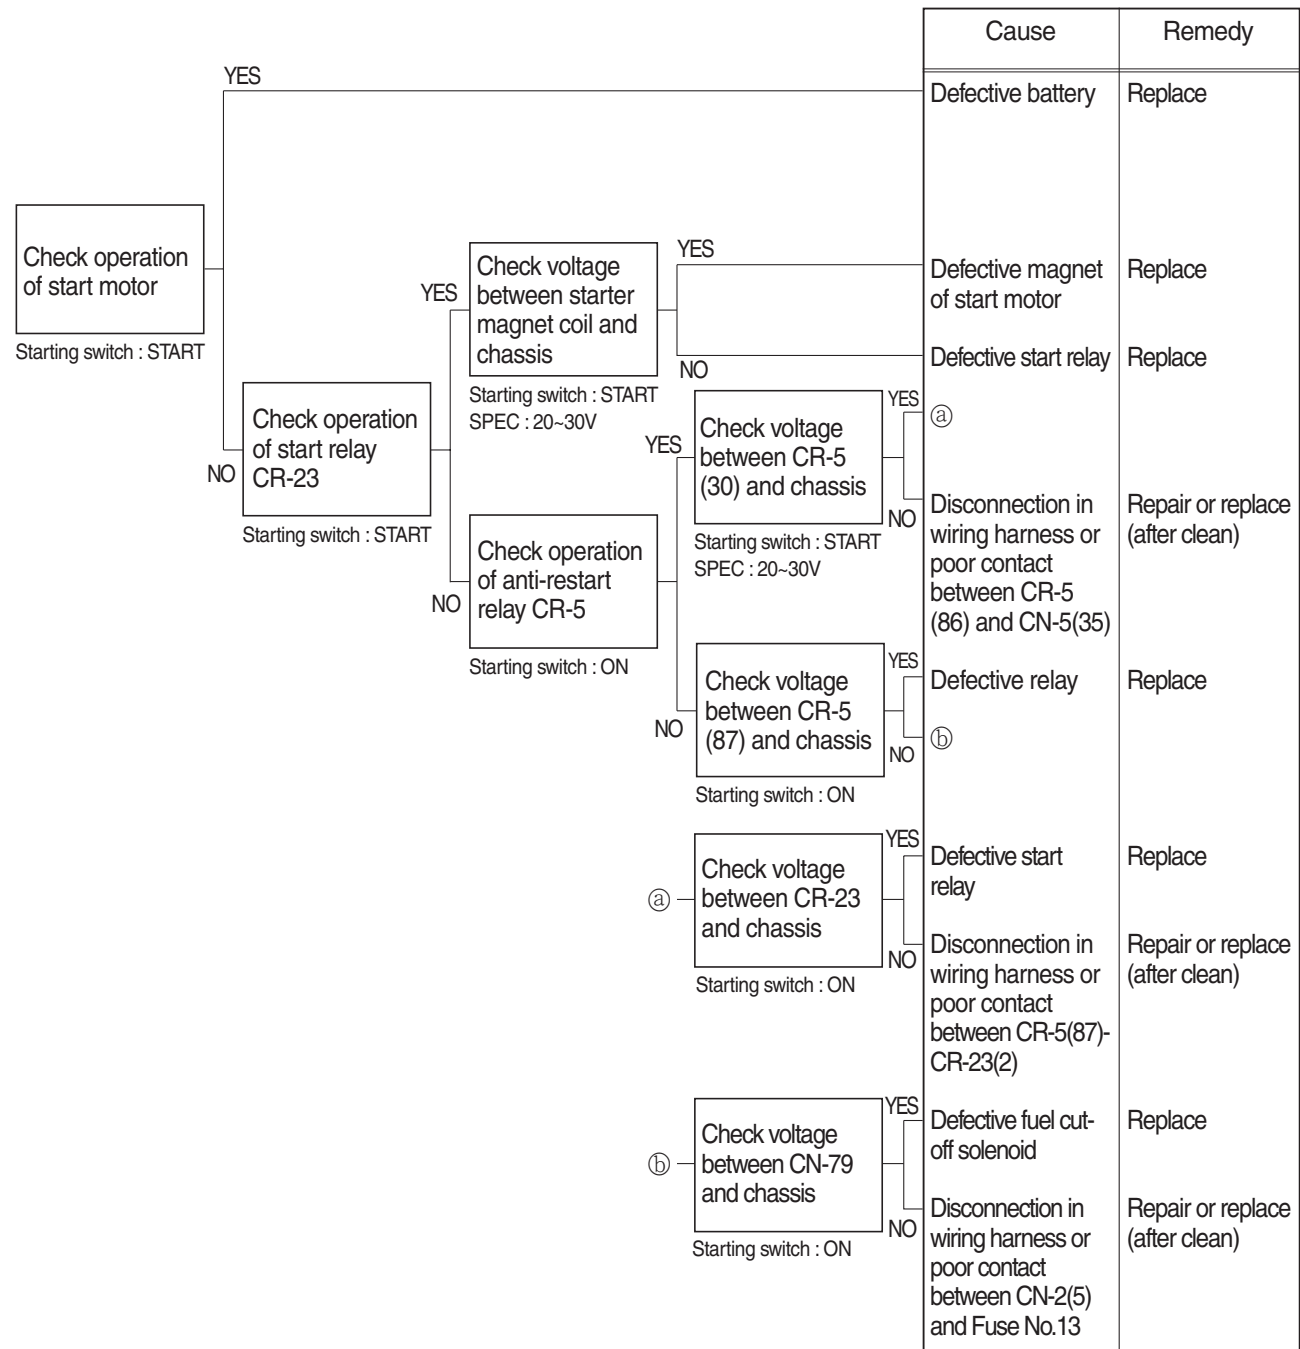 Cause
Remedy
YES
Defective battery
Replace
Check operation
of start motor
Starting switch : START
YES
Check voltage
between starter
magnet coil and
chassis
Starting switch : START
SPEC : 20~30V
YES
Defective magnet
of start motor
Replace
NO
Defective start relay
Replace
NO
Check operation
of start relay
CR-23
Starting switch : START
YES
Check voltage
between CR-5
(30) and chassis
Starting switch : START
SPEC : 20~30V
YES
ⓐ
NO
Disconnection in
wiring harness or
poor contact
between CR-5
(86) and CN-5(35)
Repair or replace
(after clean)
NO
Check operation
of anti-restart
relay CR-5
Starting switch : ON
NO
Check voltage
between CR-5
(87) and chassis
Starting switch : ON
YES
Defective relay
Replace
NO
ⓑ
ⓐ
Check voltage
between CR-23
and chassis
Starting switch : ON
YES
Defective start
relay
Replace
NO
Disconnection in
wiring harness or
poor contact
between CR-5(87)-
CR-23(2)
Repair or replace
(after clean)
ⓑ
Check voltage
between CN-79
and chassis
Starting switch : ON
YES
Defective fuel cut-
off solenoid
Replace
NO
Disconnection in
wiring harness or
poor contact
between CN-2(5)
and Fuse No.13
Repair or replace
(after clean)